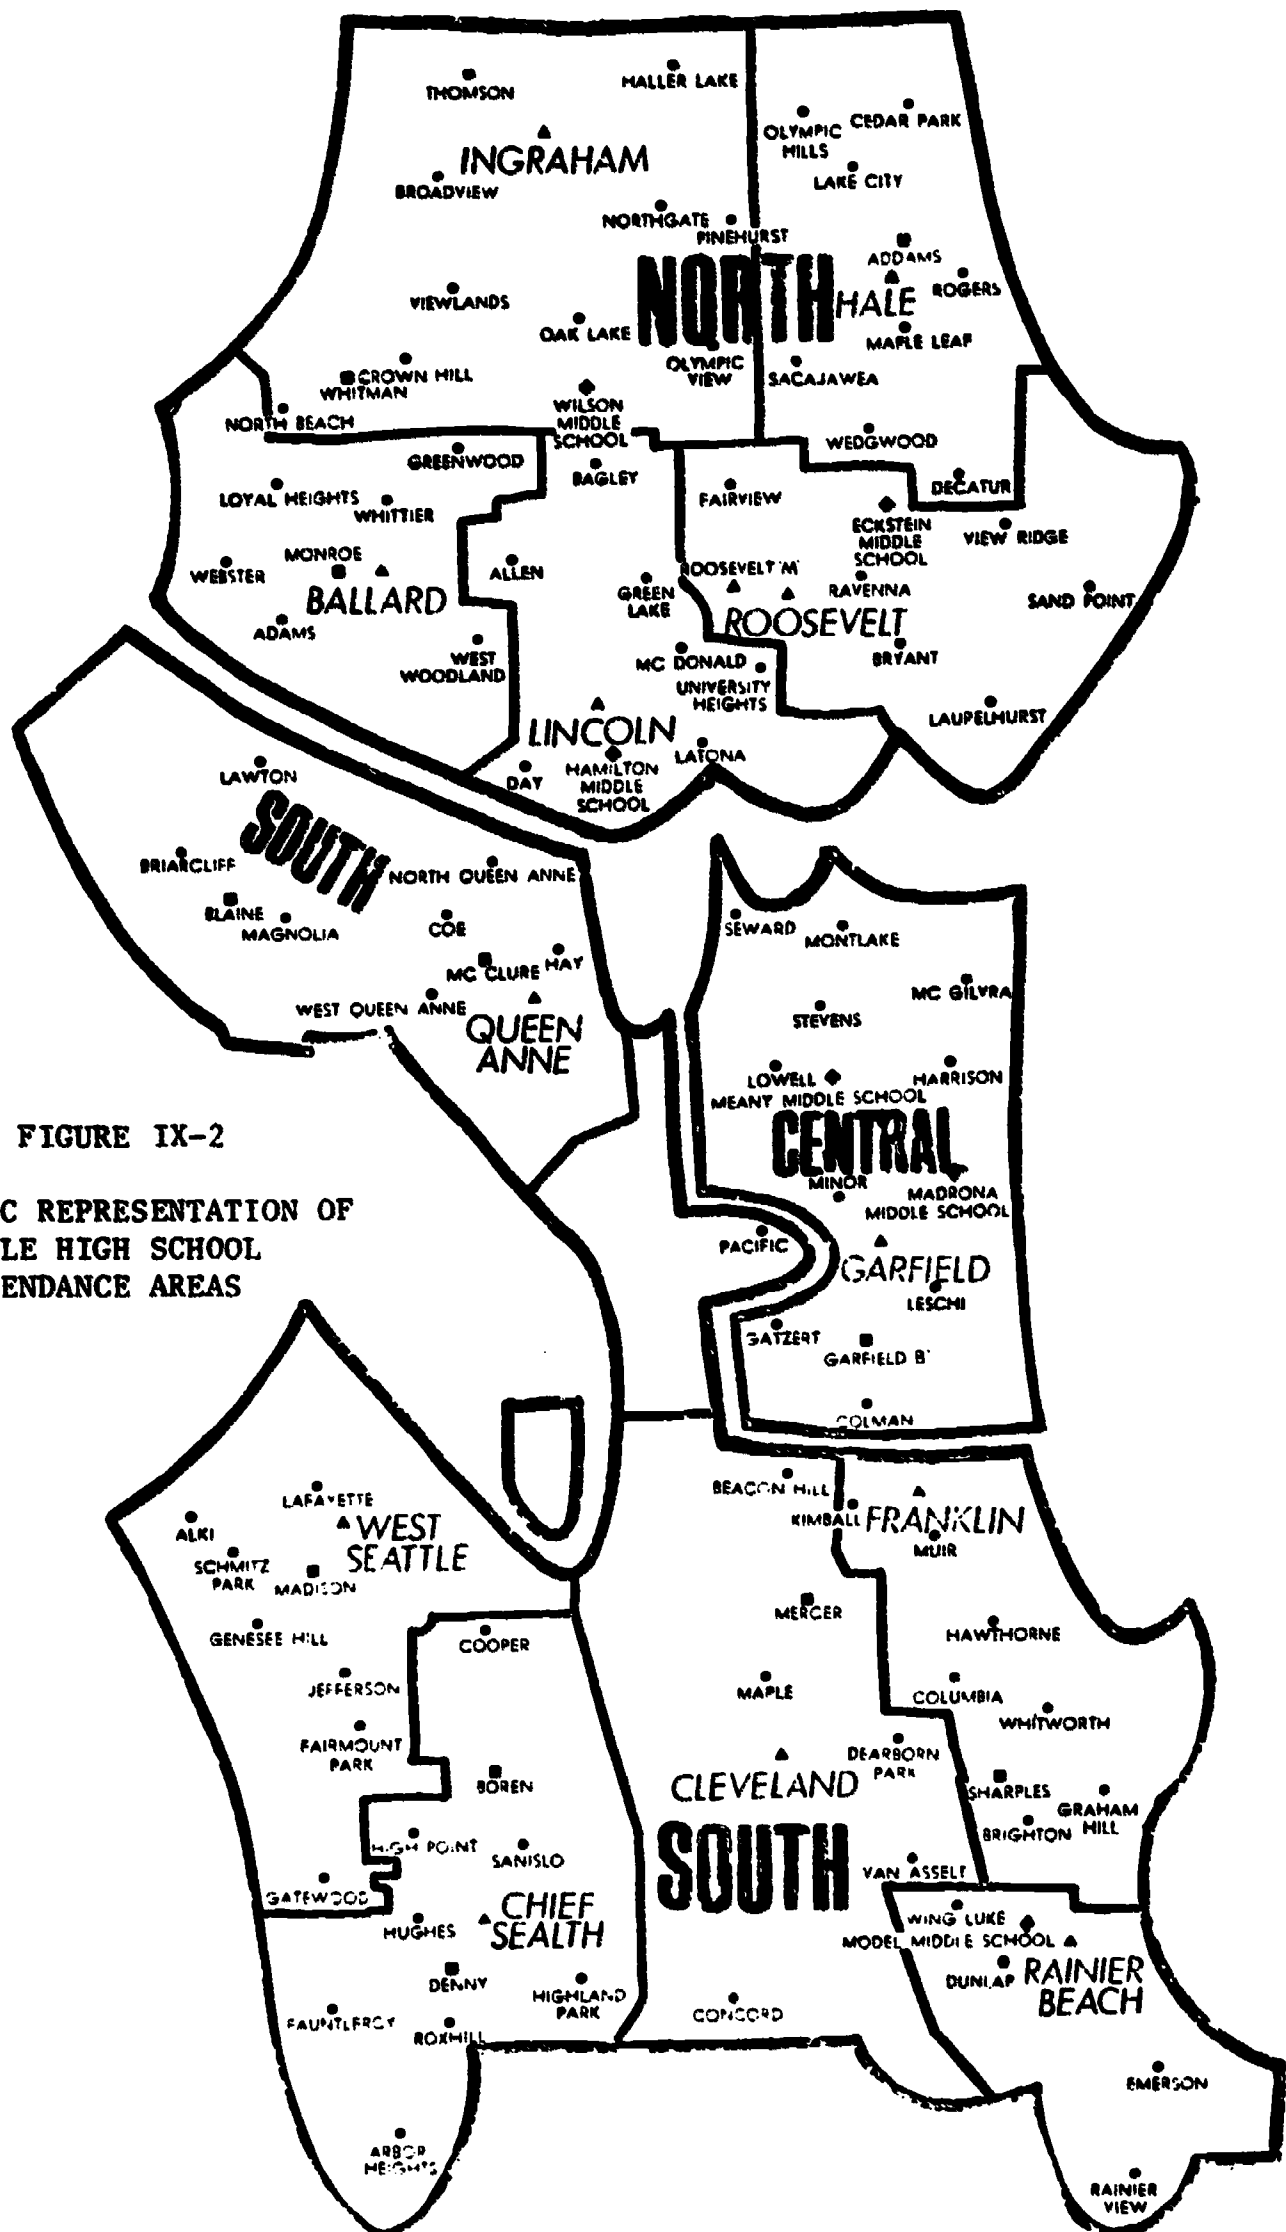 THOMSON
HALLER LAKE
OLYMPIC
HILLS
CEDAR PARK
INGRAHAM
LAKE CITY
BROADVIEW
NORTHGATE
PINEHURST
ADDAMS
NORTH
HALE
ROGERS
VIEWLANDS
OAK LAKE
MAPLE LEAF
OLYMPIC
VIEW
SACAJAWEA
CROWN HILL
WHITMAN
WILSON
MIDDLE
SCHOOL
NORTH BEACH
WEDGWOOD
GREENWOOD
BAGLEY
DECATUR
LOYAL HEIGHTS
WHITTIER
FAIRVIEW
ECKSTEIN
MIDDLE
SCHOOL
VIEW RIDGE
MONROE
WEBSTER
BALLARD
ALLEN
GREEN
LAKE
ROOSEVELT 'M'
RAVENNA
SAND POINT
ROOSEVELT
ADAMS
WEST
WOODLAND
MC DONALD
BRYANT
UNIVERSITY
HEIGHTS
LAUPELHURST
LINCOLN
LATONA
DAY
HAMILTON
MIDDLE
SCHOOL
LAWTON
SOUTH
BRIARCLIFF
NORTH QUEEN ANNE
BLAINE
MAGNOLIA
COE
MC CLURE
HAY
WEST QUEEN ANNE
QUEEN
ANNE
SEWARD
MONTLAKE
MC GILVRA
STEVENS
LOWELL
HARRISON
MEANY MIDDLE SCHOOL
CENTRAL
MINOR
MADRONA
MIDDLE SCHOOL
PACIFIC
GARFIELD
LESCHI
GATZERT
GARFIELD B'
COLMAN
FIGURE IX-2
C REPRESENTATION OF
LE HIGH SCHOOL
ENDANCE AREAS
LAFAYETTE
ALKI
WEST
SEATTLE
SCHMITZ
PARK
MADISON
GENESEE HILL
COOPER
JEFFERSON
FAIRMOUNT
PARK
BOREN
HIGH POINT
SANISLO
GATEWOOD
CHIEF
SEALTH
HUGHES
DENNY
HIGHLAND
PARK
FAUNTLEROY
ROXHILL
ARBOR
HEIGHTS
BEACON HILL
KIMBALL
FRANKLIN
MUIR
MERCER
HAWTHORNE
MAPLE
COLUMBIA
WHITWORTH
DEARBORN
PARK
CLEVELAND
SHARPLES
GRAHAM
HILL
BRIGHTON
SOUTH
VAN ASSELT
WING LUKE
MODEL MIDDLE SCHOOL
DUNLAP
RAINIER
BEACH
CONCORD
EMERSON
RAINIER
VIEW